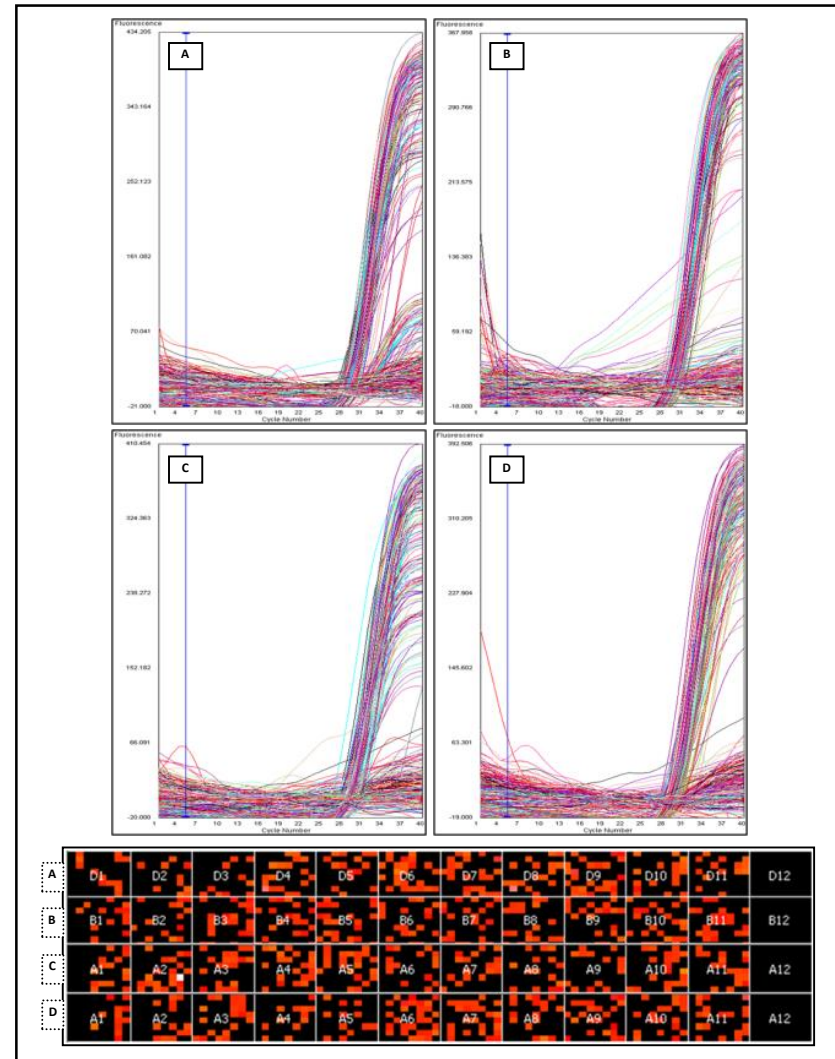 Fluorescence
434.205
A
343.164
252.123
161.082
70.041
-21.000
1 4 7 10 13 16 19 22 25 28 31 34 37 40
Cycle Number
Fluorescence
367.958
B
290.766
213.575
136.383
59.192
-18.000
1 4 7 10 13 16 19 22 25 28 31 34 37 40
Cycle Number
Fluorescence
410.454
C
324.363
238.272
152.182
66.091
-20.000
1 4 7 10 13 16 19 22 25 28 31 34 37 40
Cycle Number
Fluorescence
392.506
D
310.205
227.904
145.602
63.301
-19.000
1 4 7 10 13 16 19 22 25 28 31 34 37 40
Cycle Number
A D1 D2 D3 D4 D5 D6 D7 D8 D9 D10 D11 D12
B B1 B2 B3 B4 B5 B6 B7 B8 B9 B10 B11 B12
C A1 A2 A3 A4 A5 A6 A7 A8 A9 A10 A11 A12
D A1 A2 A3 A4 A5 A6 A7 A8 A9 A10 A11 A12